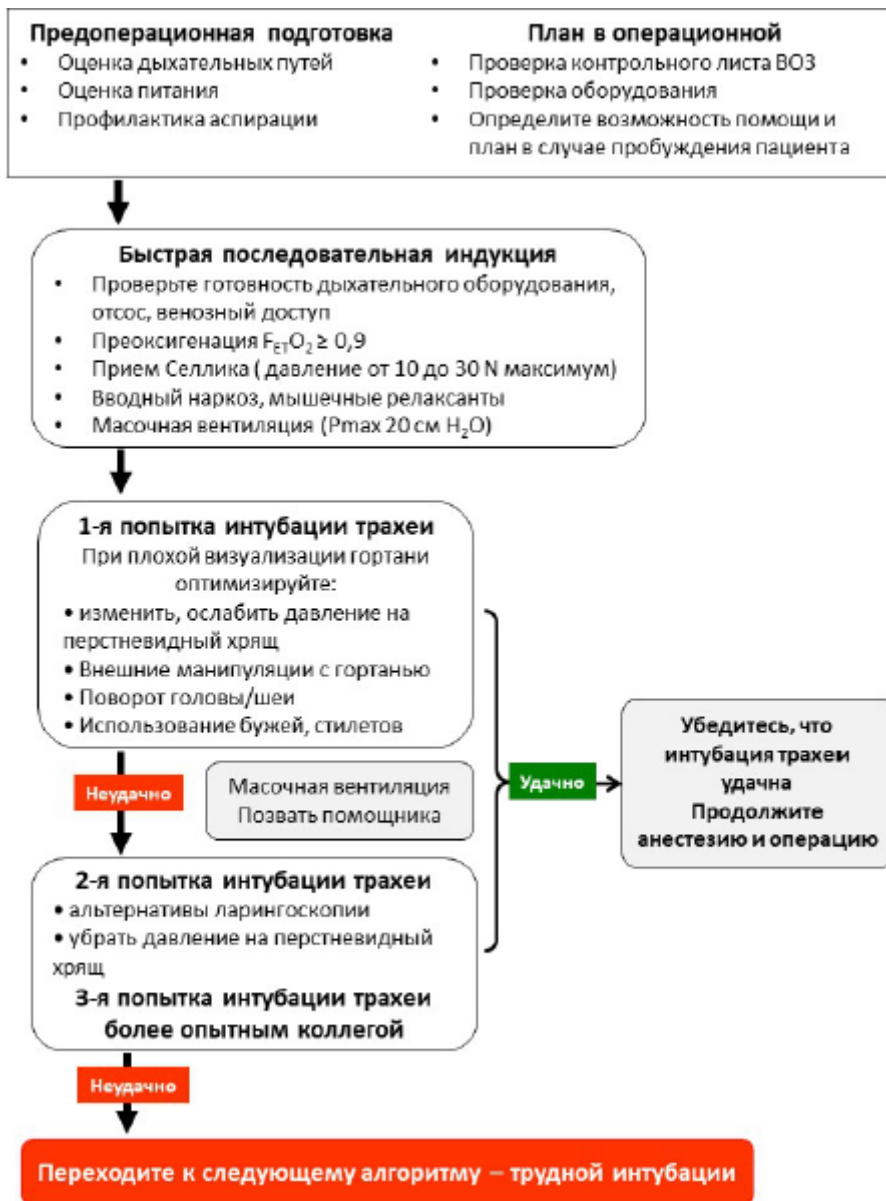 Предоперационная подготовка
• Оценка дыхательных путей
• Оценка питания
• Профилактика аспирации
План в операционной
• Проверка контрольного листа ВОЗ
• Проверка оборудования
• Определите возможность помощи и
план в случае пробуждения пациента
Быстрая последовательная индукция
• Проверьте готовность дыхательного оборудования,
отсос, венозный доступ
• Преоксигенация FETO2 ≥ 0,9
• Прием Селлика ( давление от 10 до 30 N максимум)
• Вводный наркоз, мышечные релаксанты
• Масочная вентиляция (Pmax 20 см H2O)
1-я попытка интубации трахеи
При плохой визуализации гортани
оптимизируйте:
• изменить, ослабить давление на
перстневидный хрящ
• Внешние манипуляции с гортанью
• Поворот головы/шеи
• Использование бужей, стилетов
Неудачно
Масочная вентиляция
Позвать помощника
Удачно
Убедитесь, что
интубация трахеи
удачна
Продолжите
анестезию и операцию
2-я попытка интубации трахеи
• альтернативы ларингоскопии
• убрать давление на перстневидный
хрящ
3-я попытка интубации трахеи
более опытным коллегой
Неудачно
Переходите к следующему алгоритму – трудной интубации